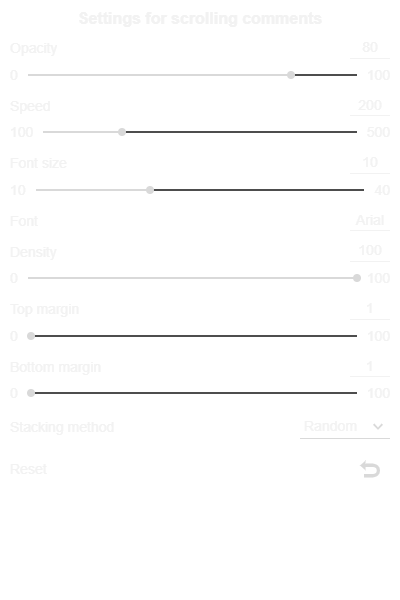 Settings for scrolling comments
Opacity 80
0 100
Speed 200
100 500
Font size 10
10 40
Font Arial
Density 100
0 100
Top margin 1
0 100
Bottom margin 1
0 100
Stacking method Random
Reset